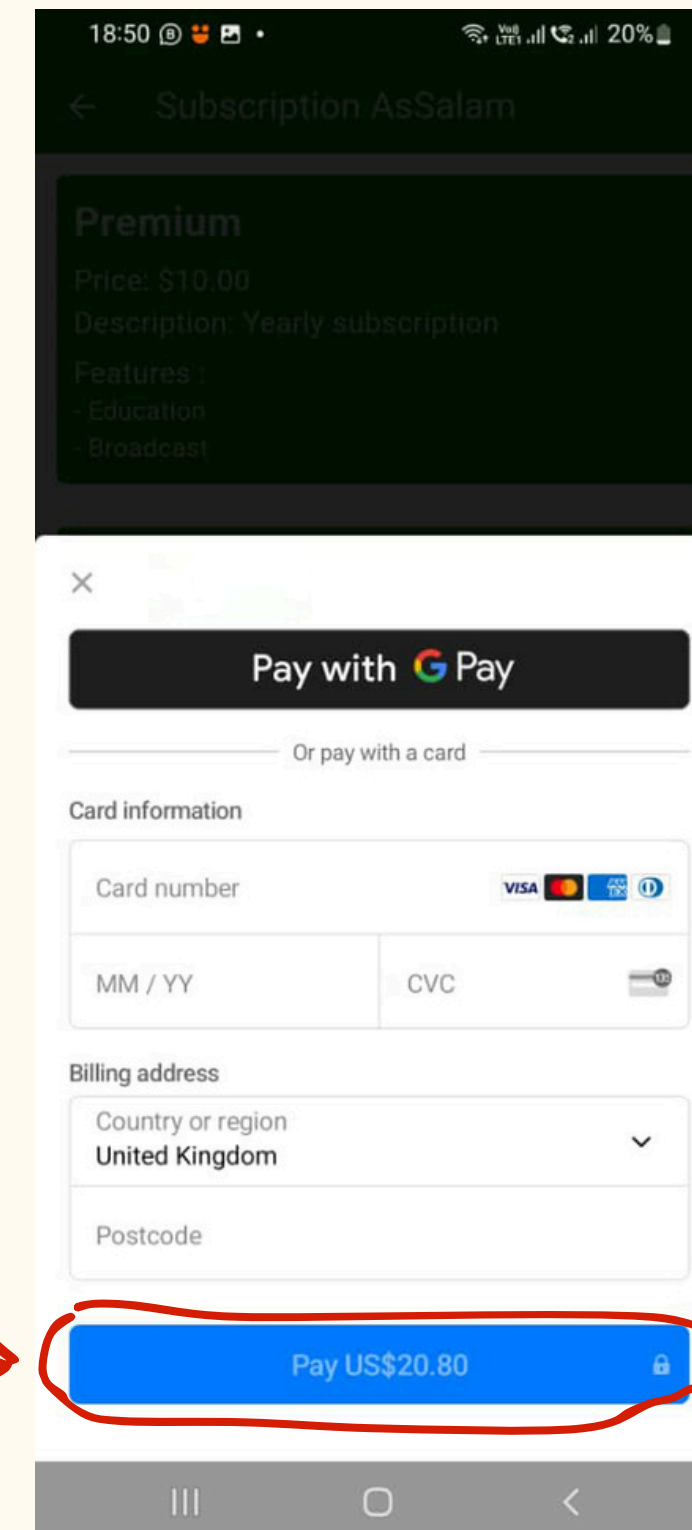 18:50
20%
Subscription AsSalam
Premium
Price: $10.00
Description: Yearly subscription
Features :
- Education
- Broadcast
Pay with G Pay
Or pay with a card
Card information
Card number VISA
MM / YY CVC
Billing address
Country or region
United Kingdom
Postcode
Pay US$20.80